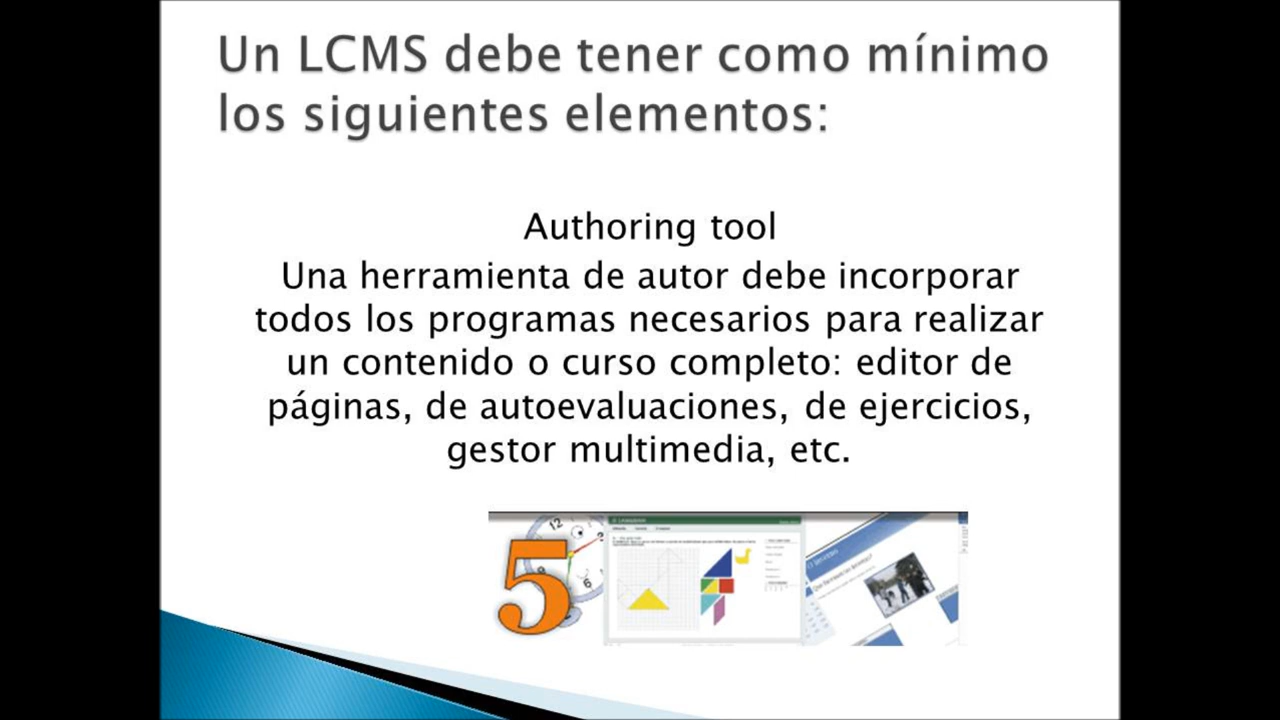 Un LCMS debe tener como mínimo
los siguientes elementos:
Authoring tool
Una herramienta de autor debe incorporar
todos los programas necesarios para realizar
un contenido o curso completo: editor de
páginas, de autoevaluaciones, de ejercicios,
gestor multimedia, etc.
12
5
6